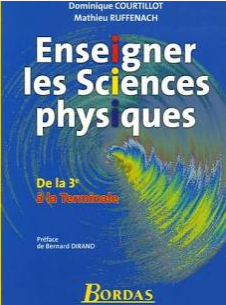 Dominique COURTILLOT
Mathieu RUFFENACH
Enseigner
les Sciences
physiques
De la 3e
à la Terminale
Préface
de Bernard DIRAND
BORDAS